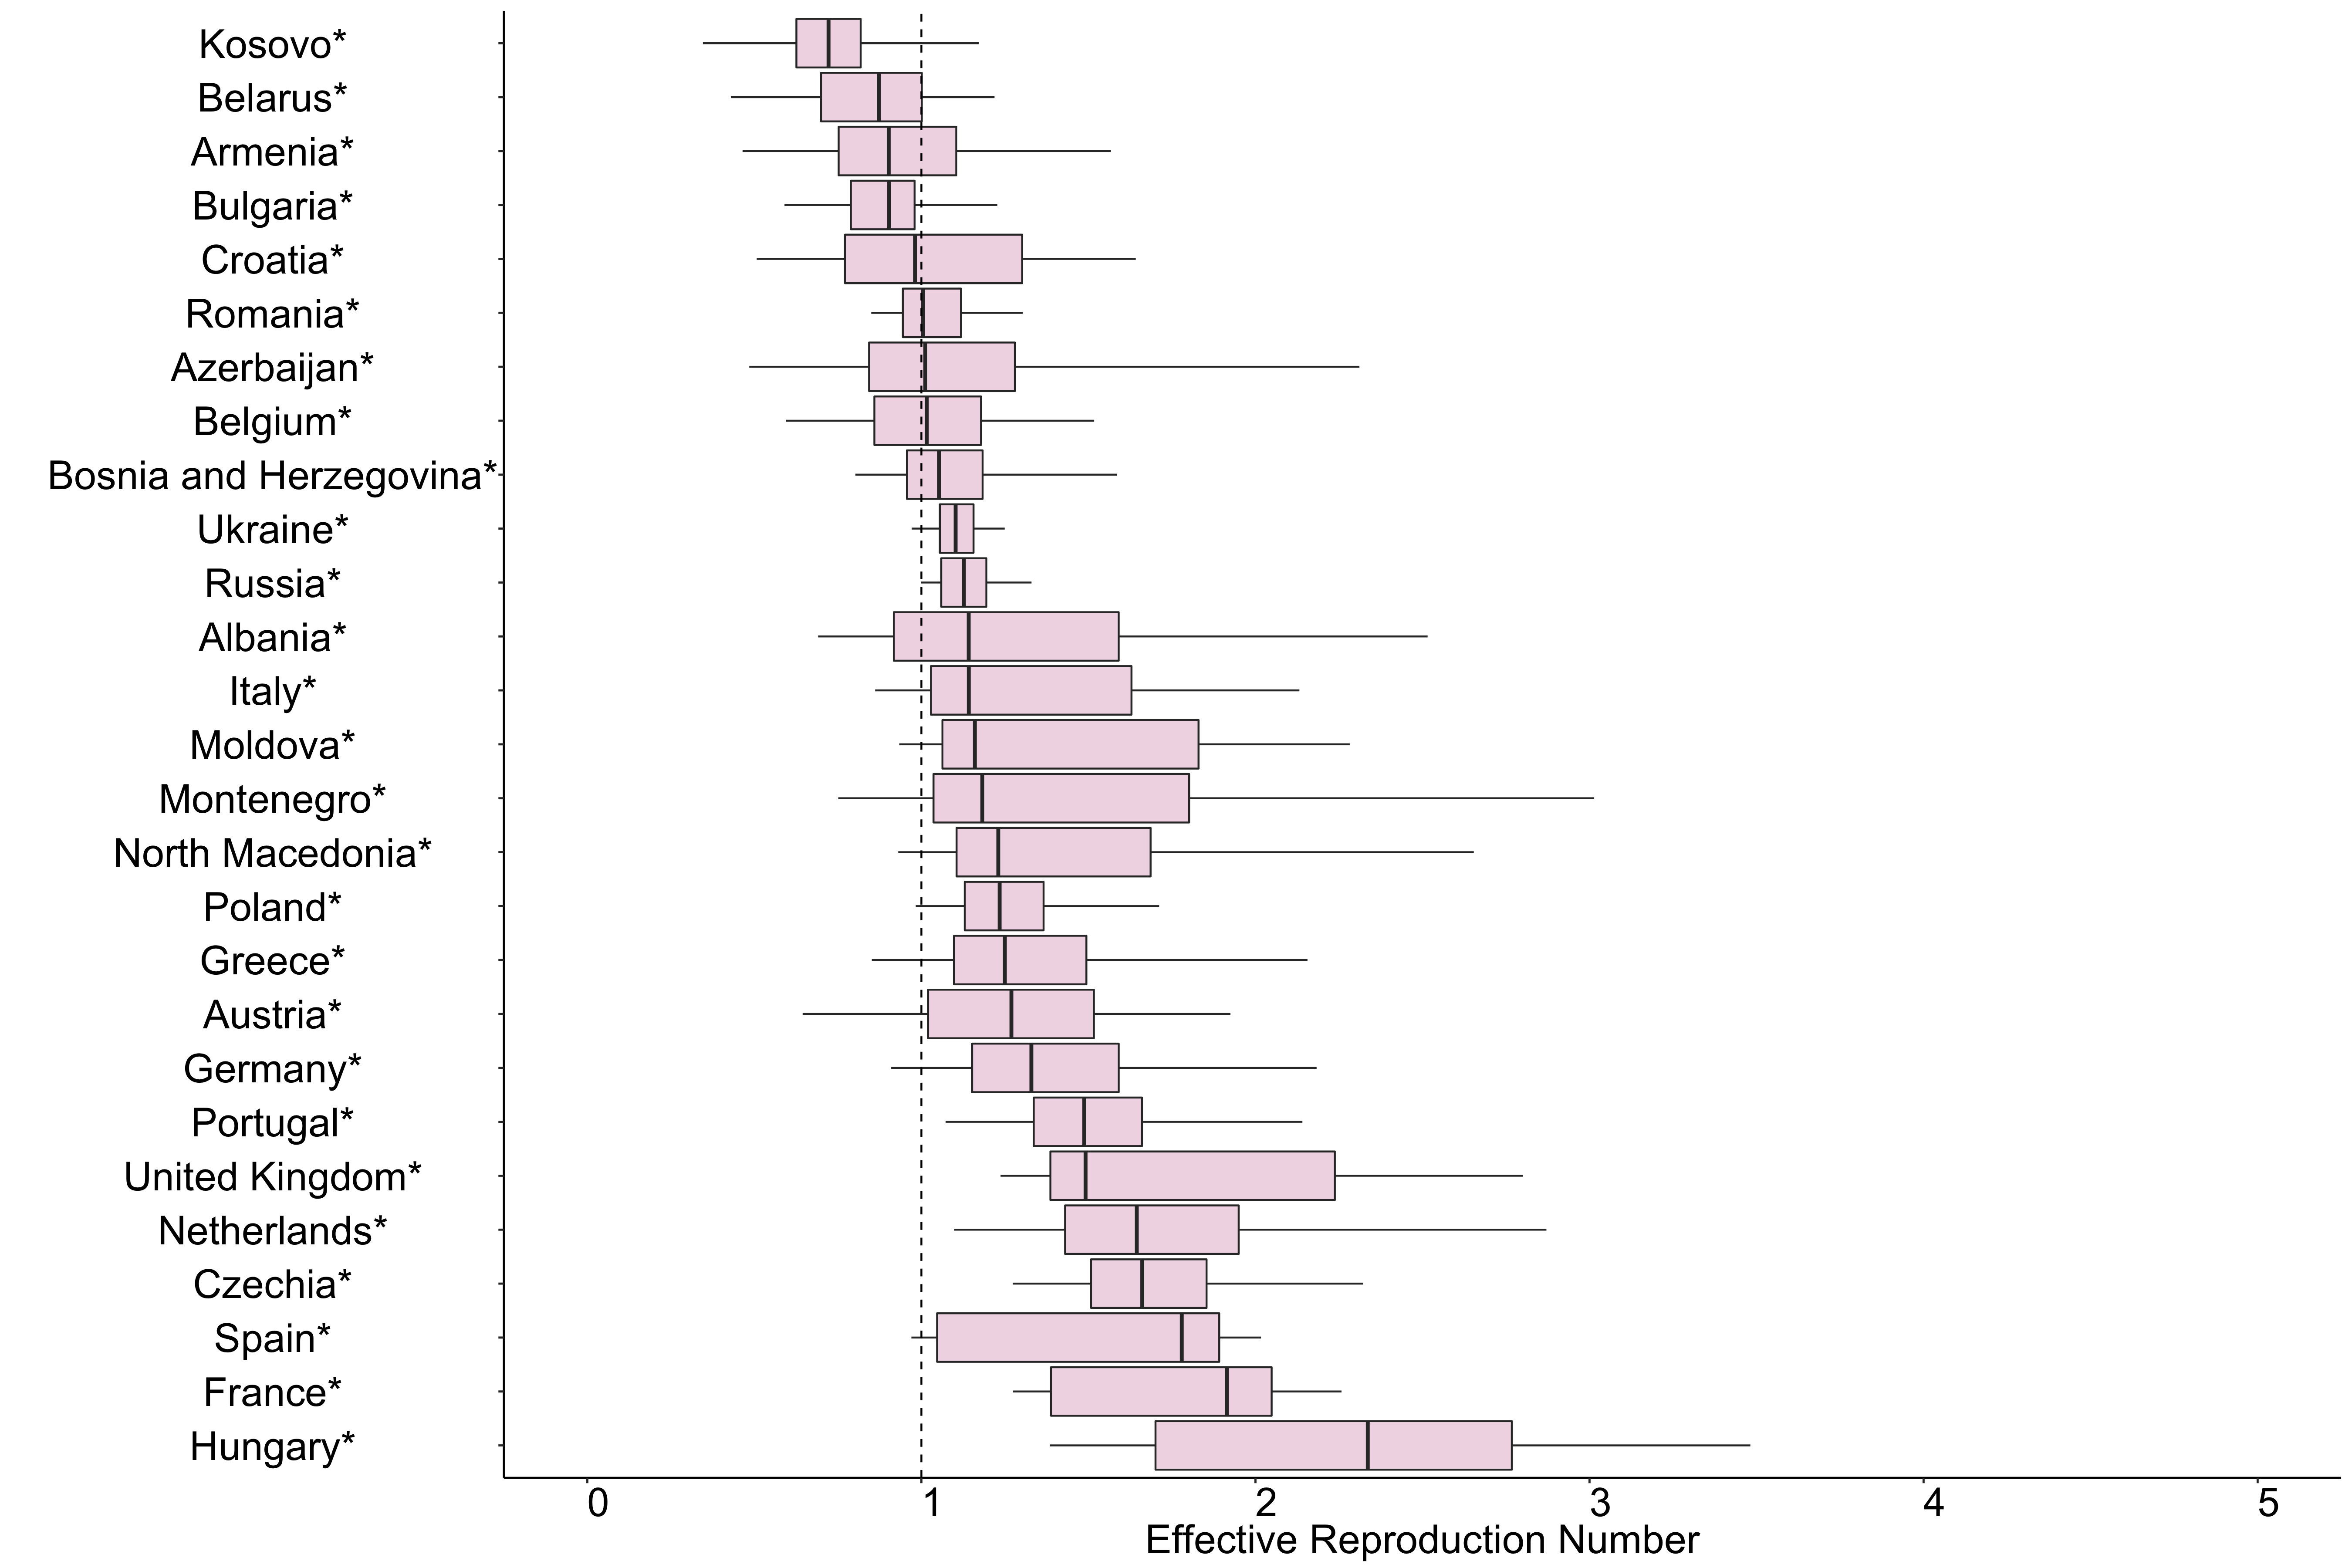 Kosovo*
Belarus*
Armenia*
Bulgaria*
Croatia*
Romania*
Azerbaijan*
Belgium*
Bosnia and Herzegovina*
Ukraine*
Russia*
Albania*
Italy*
Moldova*
Montenegro*
North Macedonia*
Poland*
Greece*
Austria*
Germany*
Portugal*
United Kingdom*
Netherlands*
Czechia*
Spain*
France*
Hungary*
0 1 2 3 4 5
Effective Reproduction Number